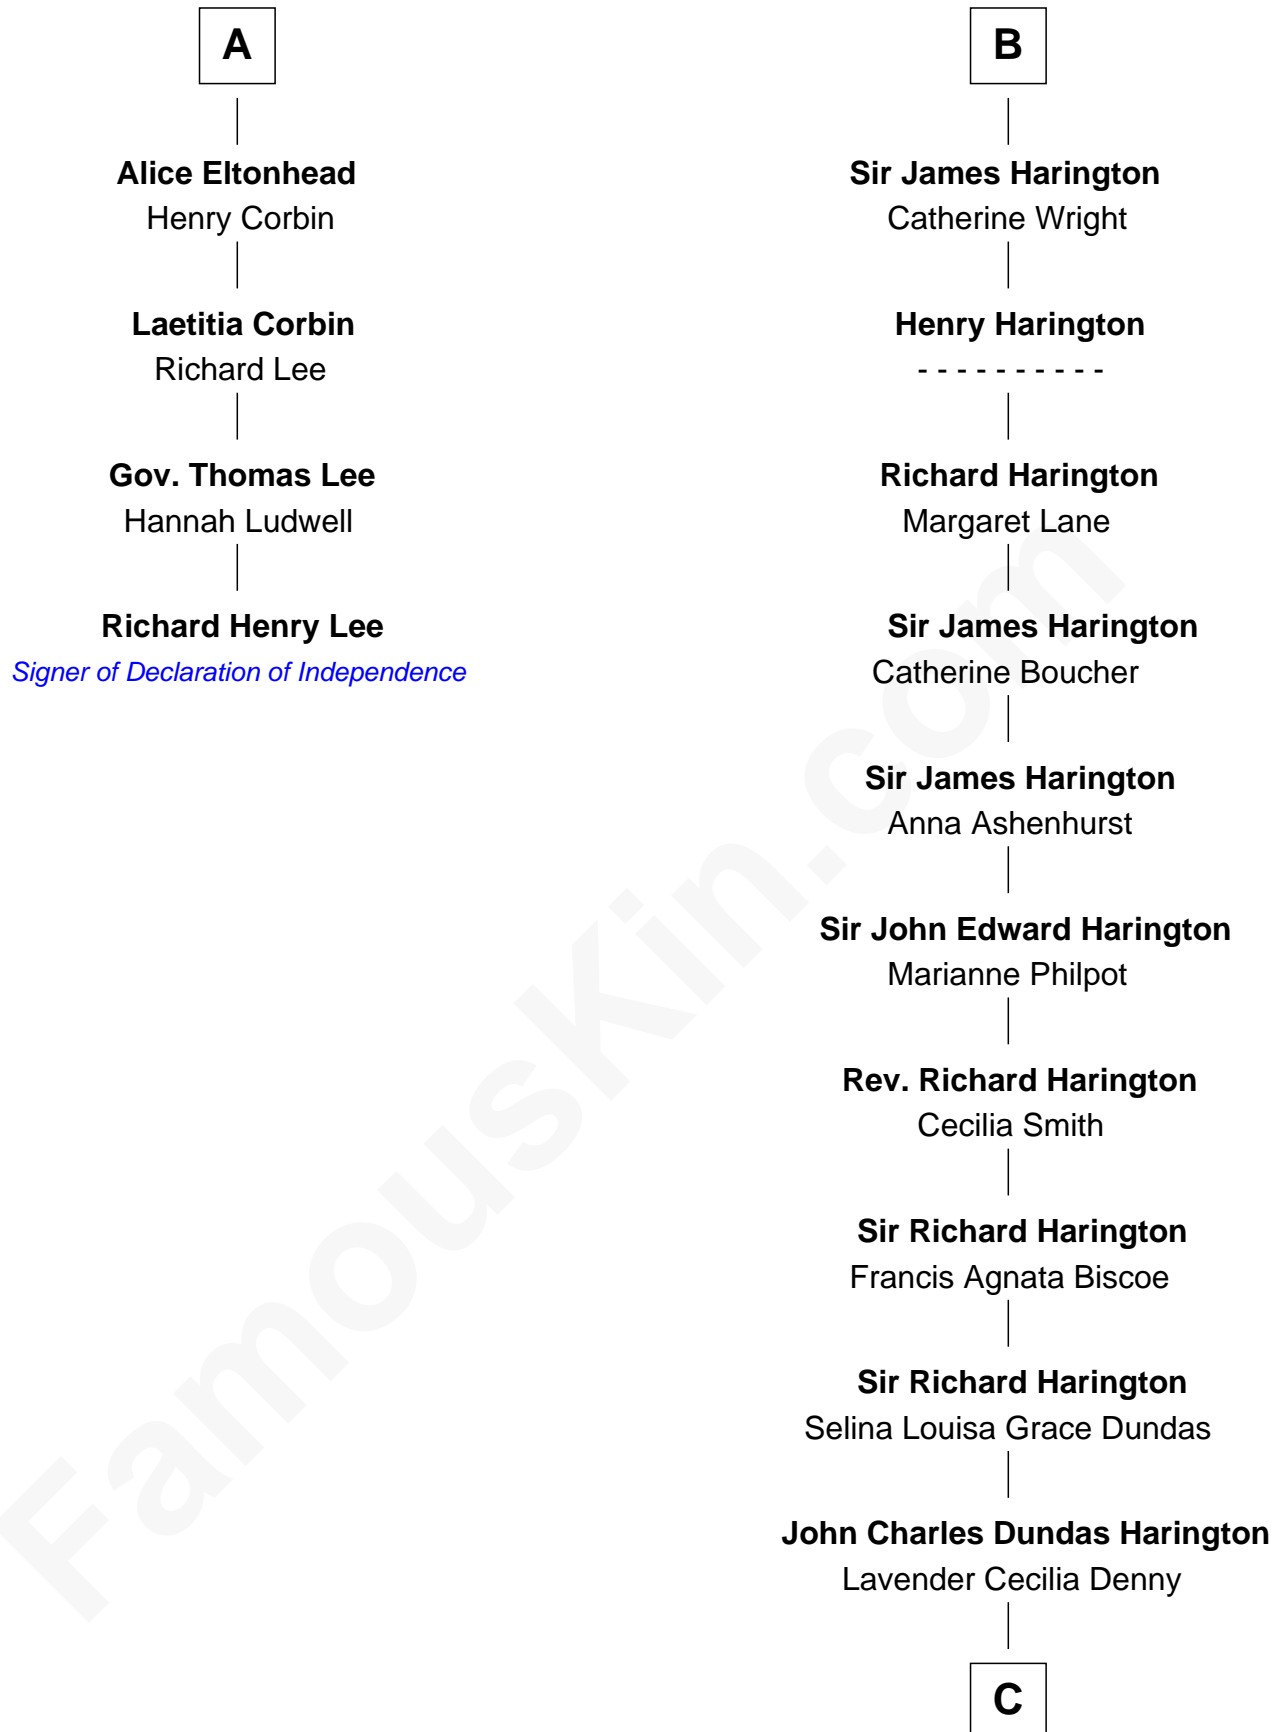 A
Alice Eltonhead
Henry Corbin
Laetitia Corbin
Richard Lee
Gov. Thomas Lee
Hannah Ludwell
Richard Henry Lee
Signer of Declaration of Independence
B
Sir James Harington
Catherine Wright
Henry Harington
- - - - - - - - - -
Richard Harington
Margaret Lane
Sir James Harington
Catherine Boucher
Sir James Harington
Anna Ashenhurst
Sir John Edward Harington
Marianne Philpot
Rev. Richard Harington
Cecilia Smith
Sir Richard Harington
Francis Agnata Biscoe
Sir Richard Harington
Selina Louisa Grace Dundas
John Charles Dundas Harington
Lavender Cecilia Denny
C
FamousKin.com